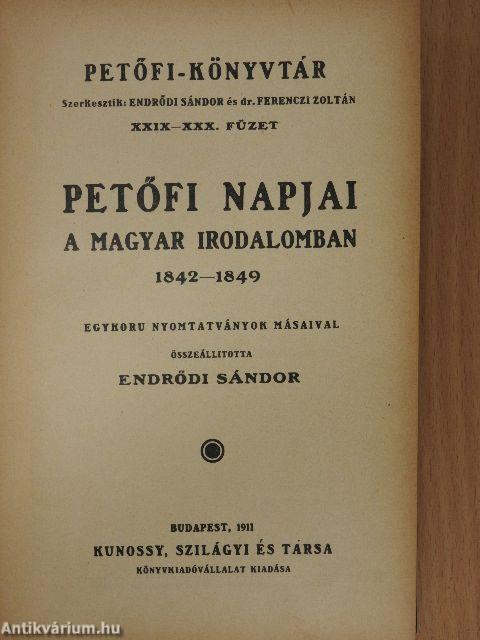 PETŐFI-KÖNYVTÁR
Szerkesztik: ENDRŐDI SÁNDOR és dr. FERENCZI ZOLTÁN
XXIX—XXX. FÜZET
PETŐFI NAPJAI
A MAGYAR IRODALOMBAN
1842—1849
EGYKORU NYOMTATVÁNYOK MÁSAIVAL
ÖSSZEÁLLITOTTA
ENDRŐDI SÁNDOR
BUDAPEST, 1911
KUNOSSY, SZILÁGYI ÉS TÁRSA
KÖNYVKIADÓVÁLLALAT KIADÁSA
Antikvárium.hu